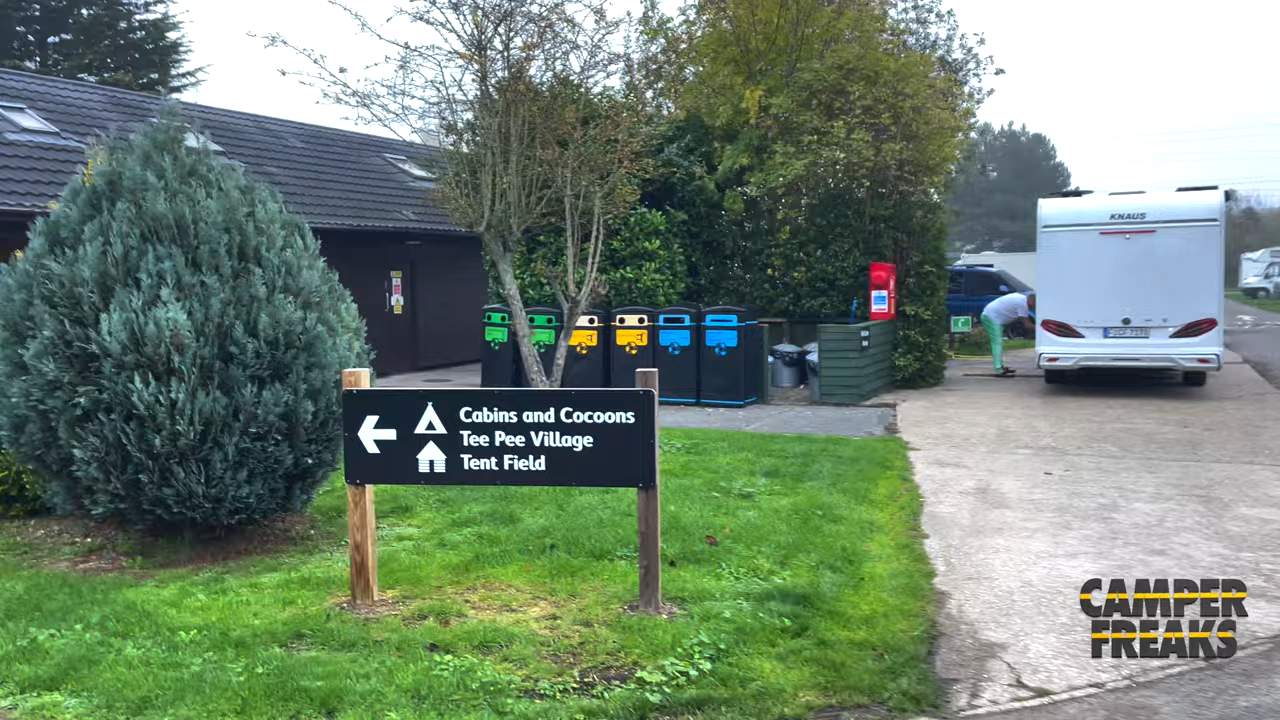 Cabins and Cocoons
Tee Pee Village
Tent Field
KNAUS
CAMPER
FREAKS